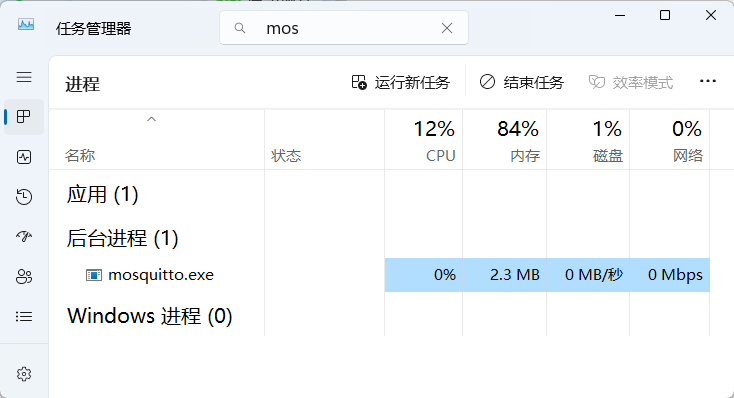 任务管理器
mos
进程
运行新任务
结束任务
效率模式
12% 84% 1% 0%
名称 状态 CPU 内存 磁盘 网络
应用 (1)
后台进程 (1)
mosquitto.exe 0% 2.3 MB 0 MB/秒 0 Mbps
Windows 进程 (0)